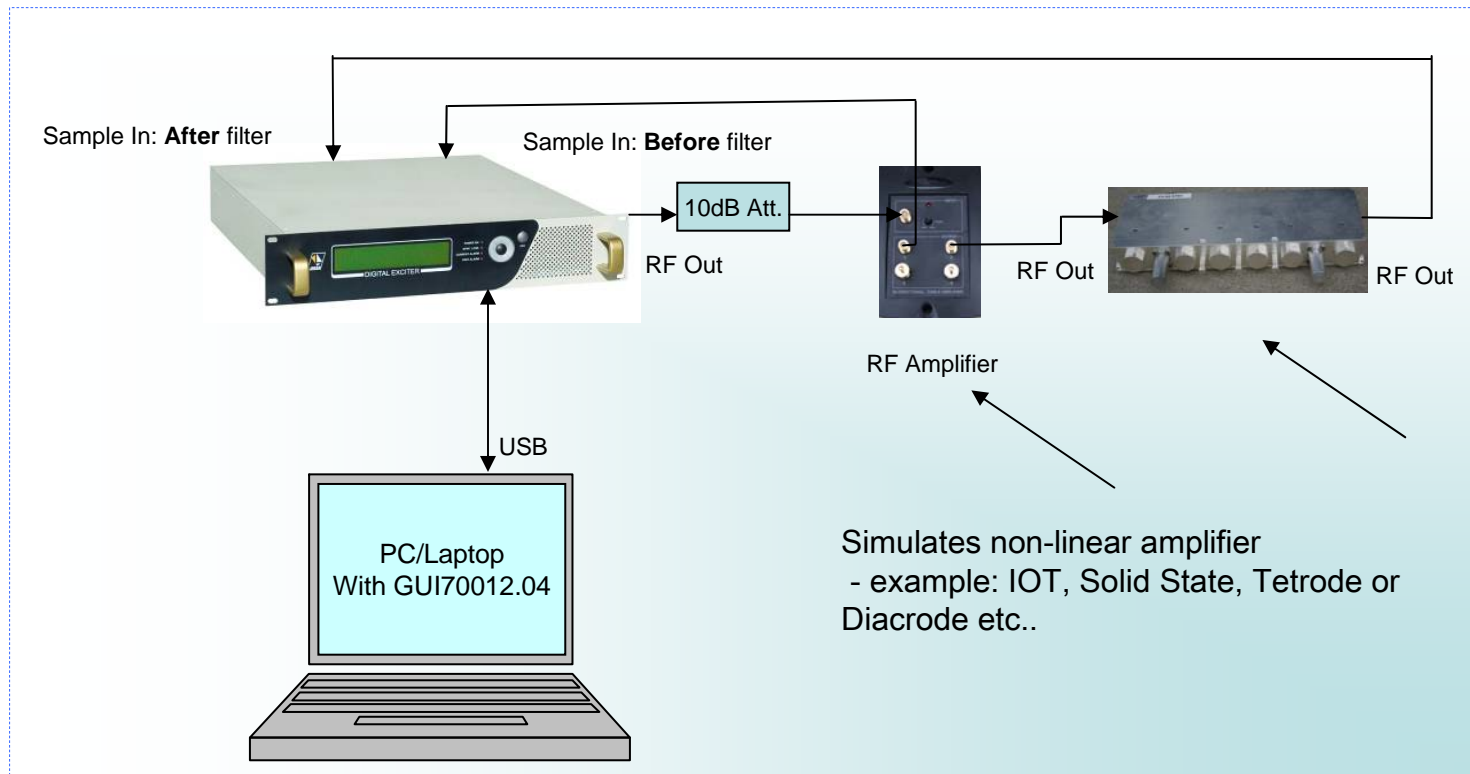 Sample In: After filter
Sample In: Before filter
10dB Att.
RF Out
DIGITAL EXCITER
RF Out
RF Out
RF Amplifier
USB
PC/Laptop
With GUI70012.04
Simulates non-linear amplifier
- example: IOT, Solid State, Tetrode or
Diacrode etc..